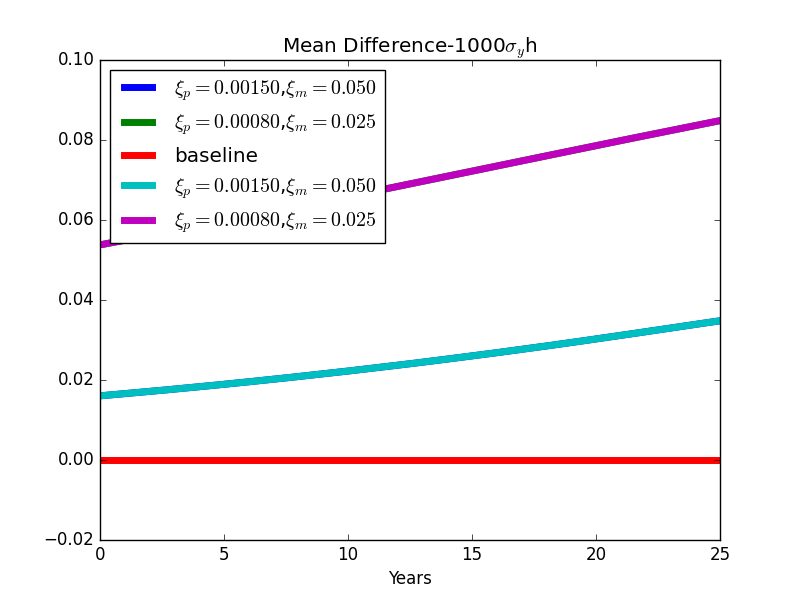 Mean Difference-1000σ_yh
0.10
0.08
0.06
0.04
0.02
0.00
−0.02
ξ_p = 0.00150,ξ_m = 0.050
ξ_p = 0.00080,ξ_m = 0.025
baseline
ξ_p = 0.00150,ξ_m = 0.050
ξ_p = 0.00080,ξ_m = 0.025
0 5 10 15 20 25
Years